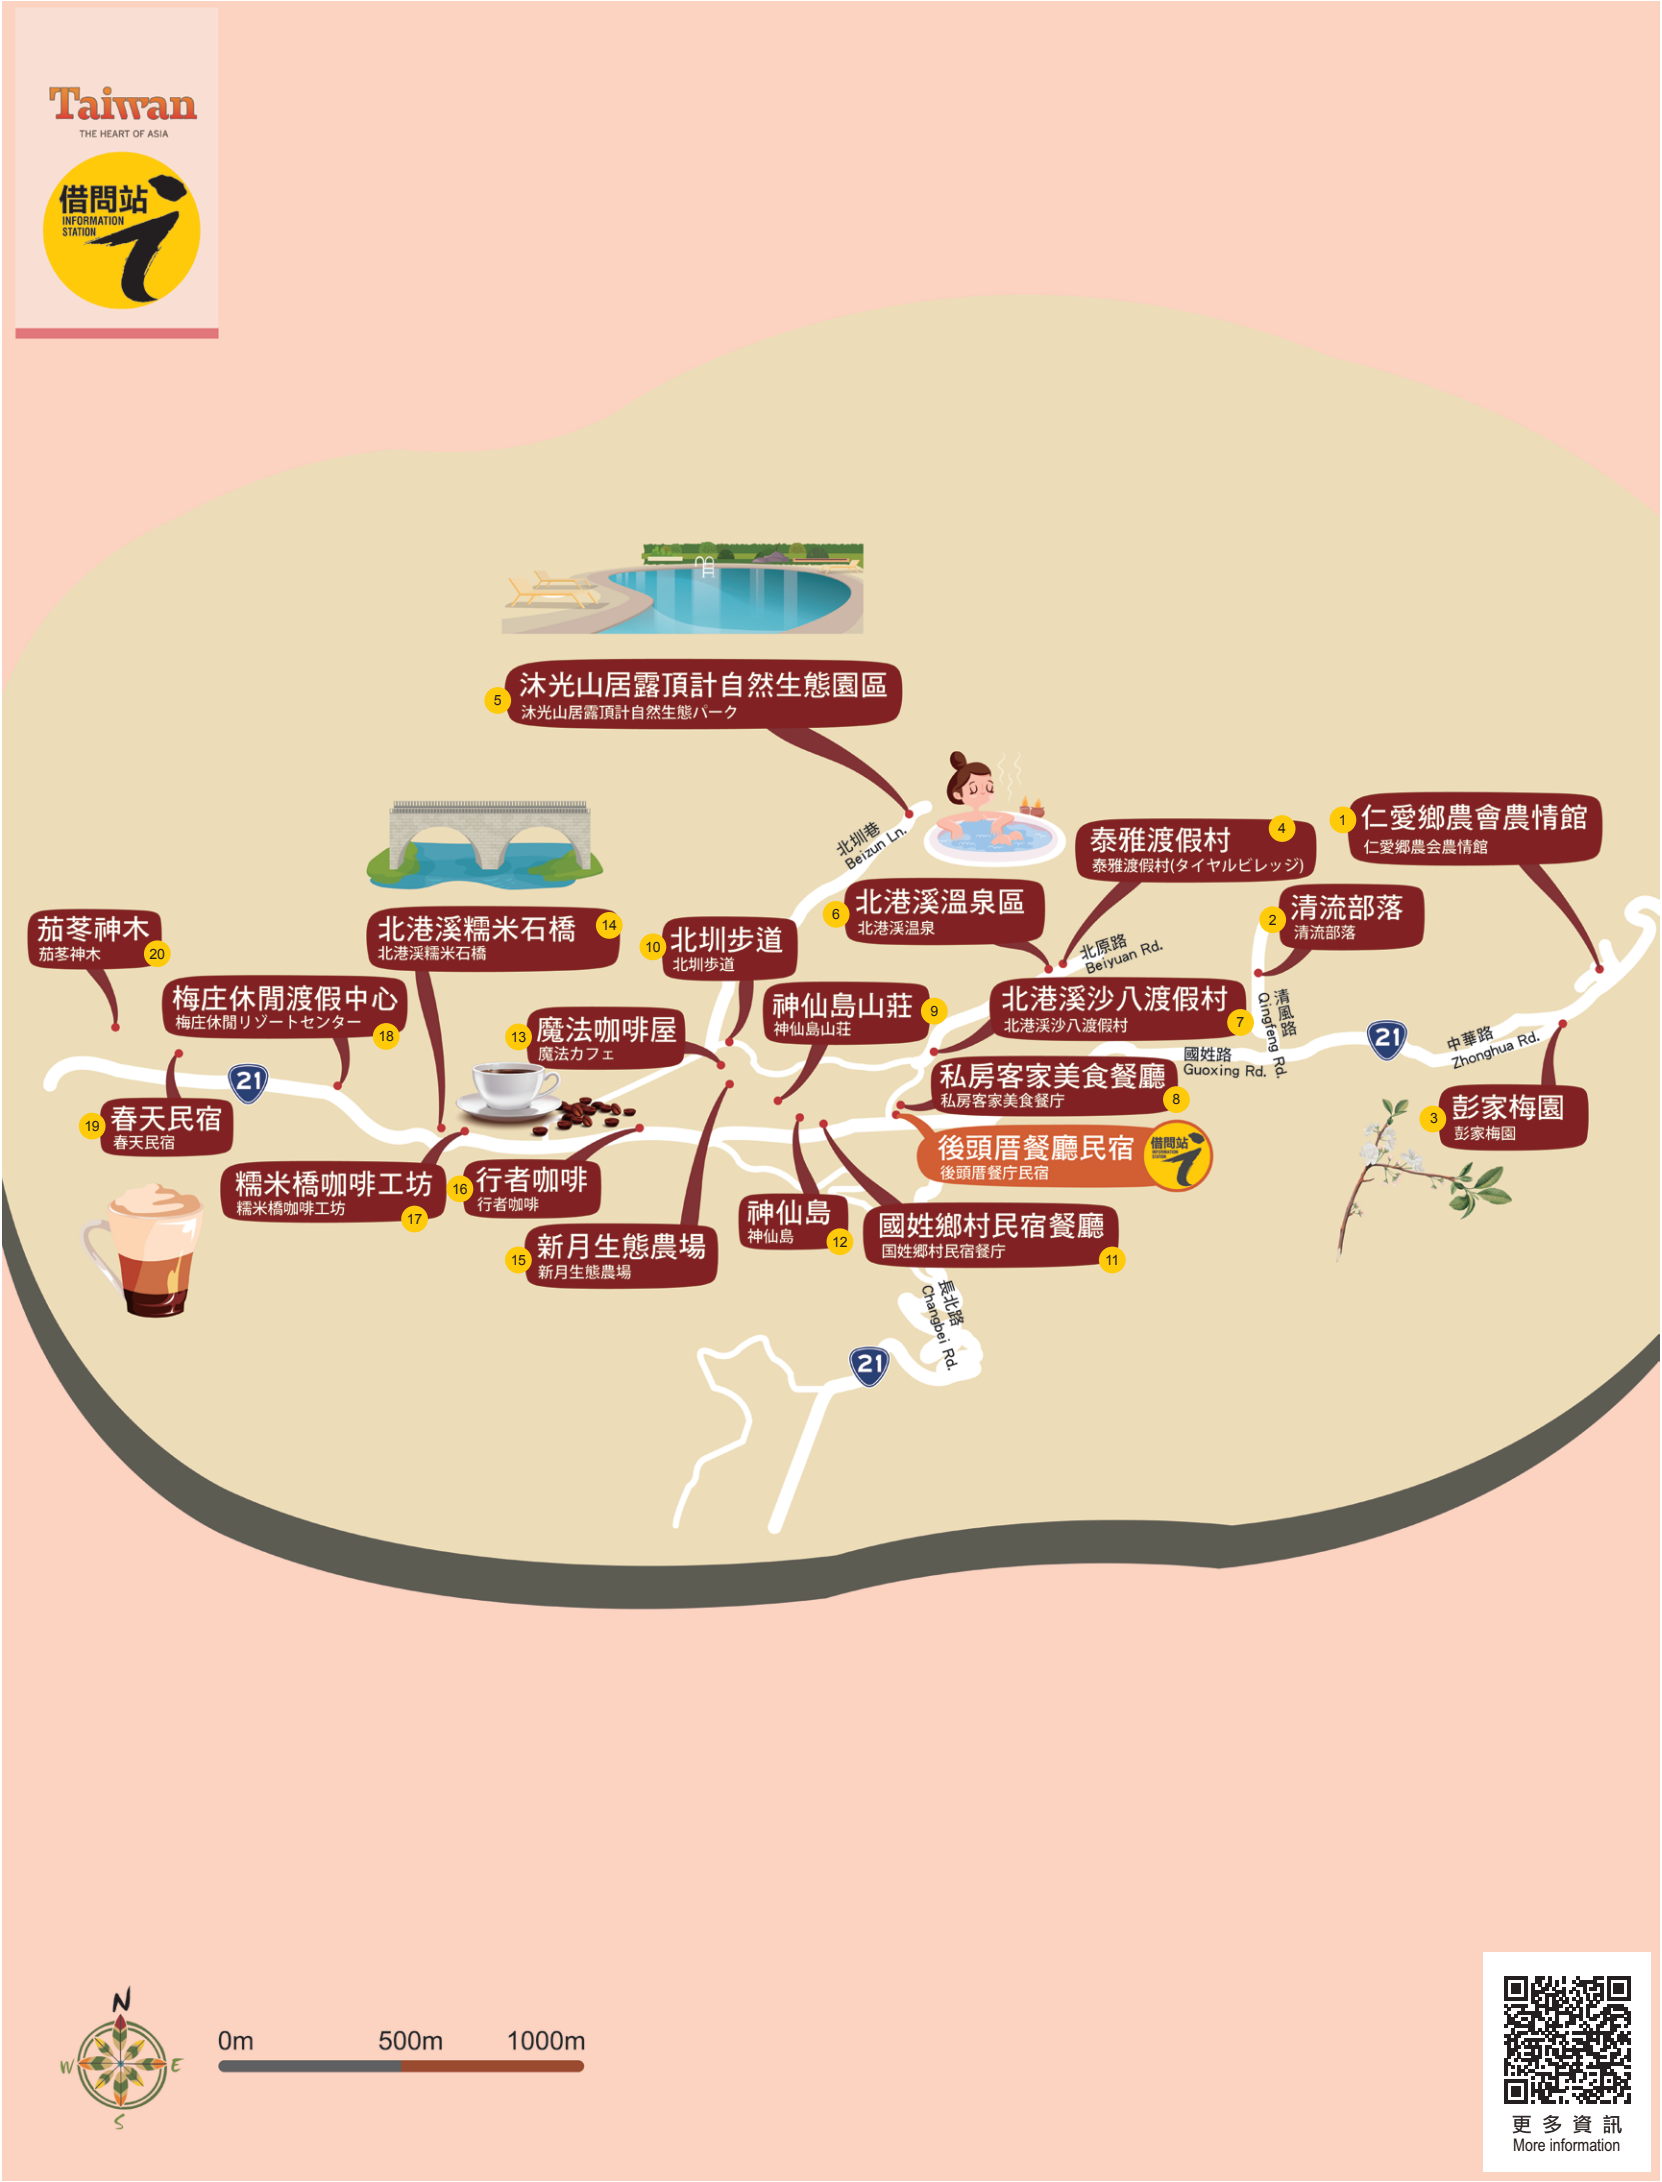 Taiwan
THE HEART OF ASIA
借問站
INFORMATION
STATION
5
沐光山居露頂計自然生態園區
沐光山居露頂計自然生態パーク
北圳巷
Beizun Ln.
4
泰雅渡假村
泰雅渡假村(タイヤルビレッジ)
1
仁愛鄉農會農情館
仁愛郷農会農情館
6
北港溪溫泉區
北港渓温泉
2
清流部落
清流部落
茄苳神木
茄苳神木
20
北港溪糯米石橋
北港渓糯米石橋
14
10
北圳步道
北圳歩道
北原路
Beiyuan Rd.
梅庄休閒渡假中心
梅庄休閒リゾートセンター
18
13
魔法咖啡屋
魔法カフェ
神仙島山莊
神仙島山荘
9
北港溪沙八渡假村
北港渓沙八渡假村
7
清風路
Qingfeng Rd.
21
中華路
Zhonghua Rd.
國姓路
Guoxing Rd.
21
私房客家美食餐廳
私房客家美食餐庁
8
19
春天民宿
春天民宿
後頭厝餐廳民宿
後頭厝餐庁民宿
借問站
INFORMATION
STATION
3
彭家梅園
彭家梅園
糯米橋咖啡工坊
糯米橋咖啡工坊
17
16
行者咖啡
行者咖啡
15
新月生態農場
新月生態農場
神仙島
神仙島
12
國姓鄉村民宿餐廳
国姓郷村民宿餐庁
11
長北路
Changbei Rd.
21
N
W
E
S
0m
500m
1000m
更多資訊
More information